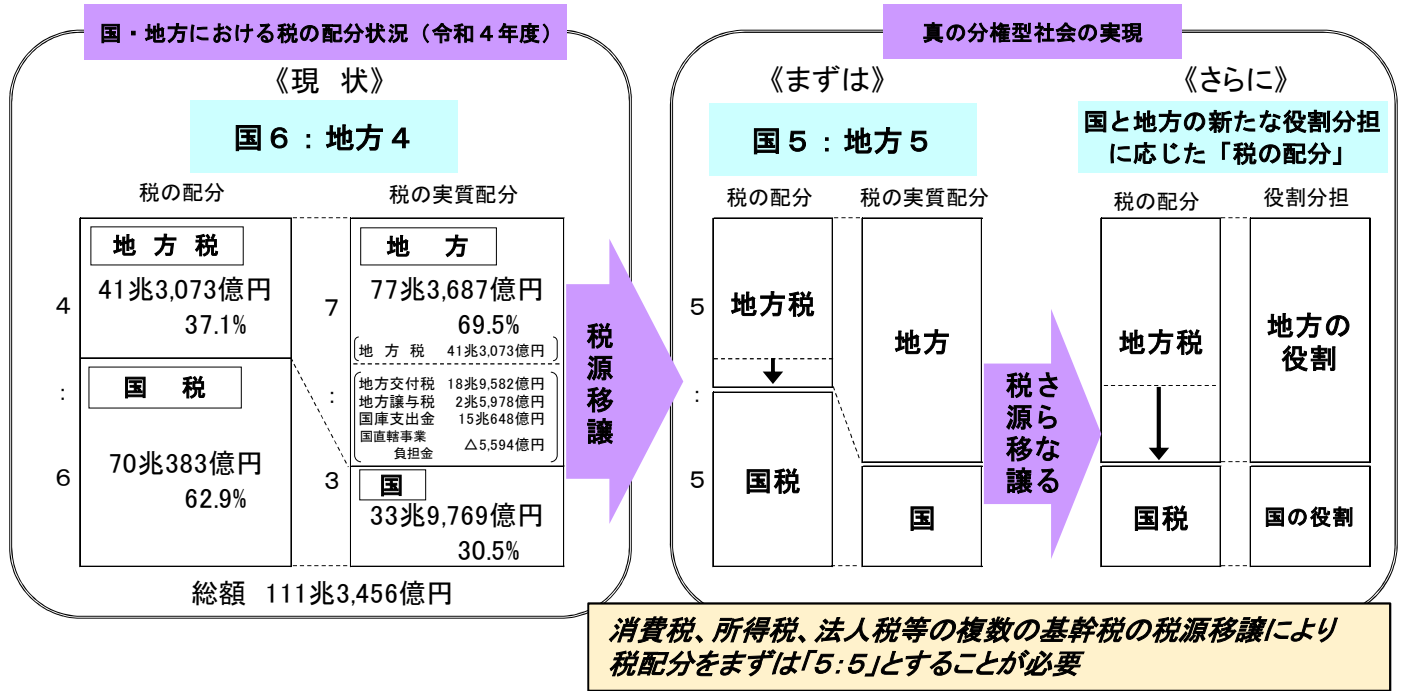 国・地方における税の配分状況（令和４年度）
《現　状》
国６：地方４
税の配分
税の実質配分
４
：
６
地 方 税
41兆3,073億円
37.1%
国　税
70兆383億円
62.9%
７
：
３
地　方
77兆3,687億円
69.5%
地 方 税　41兆3,073億円
地方交付税 18兆9,582億円
地方譲与税　2兆5,978億円
国庫支出金　15兆648億円
国直轄事業
負担金　△5,594億円
国
33兆9,769億円
30.5%
総額　111兆3,456億円
税源移譲
真の分権型社会の実現
《まずは》
国５：地方５
税の配分
税の実質配分
５
：
５
地方税
国税
地方
国
さらなる
税源移譲
《さらに》
国と地方の新たな役割分担
に応じた「税の配分」
税の配分
役割分担
地方税
国税
地方の
役割
国の役割
消費税、所得税、法人税等の複数の基幹税の税源移譲により
税配分をまずは「５：５」とすることが必要